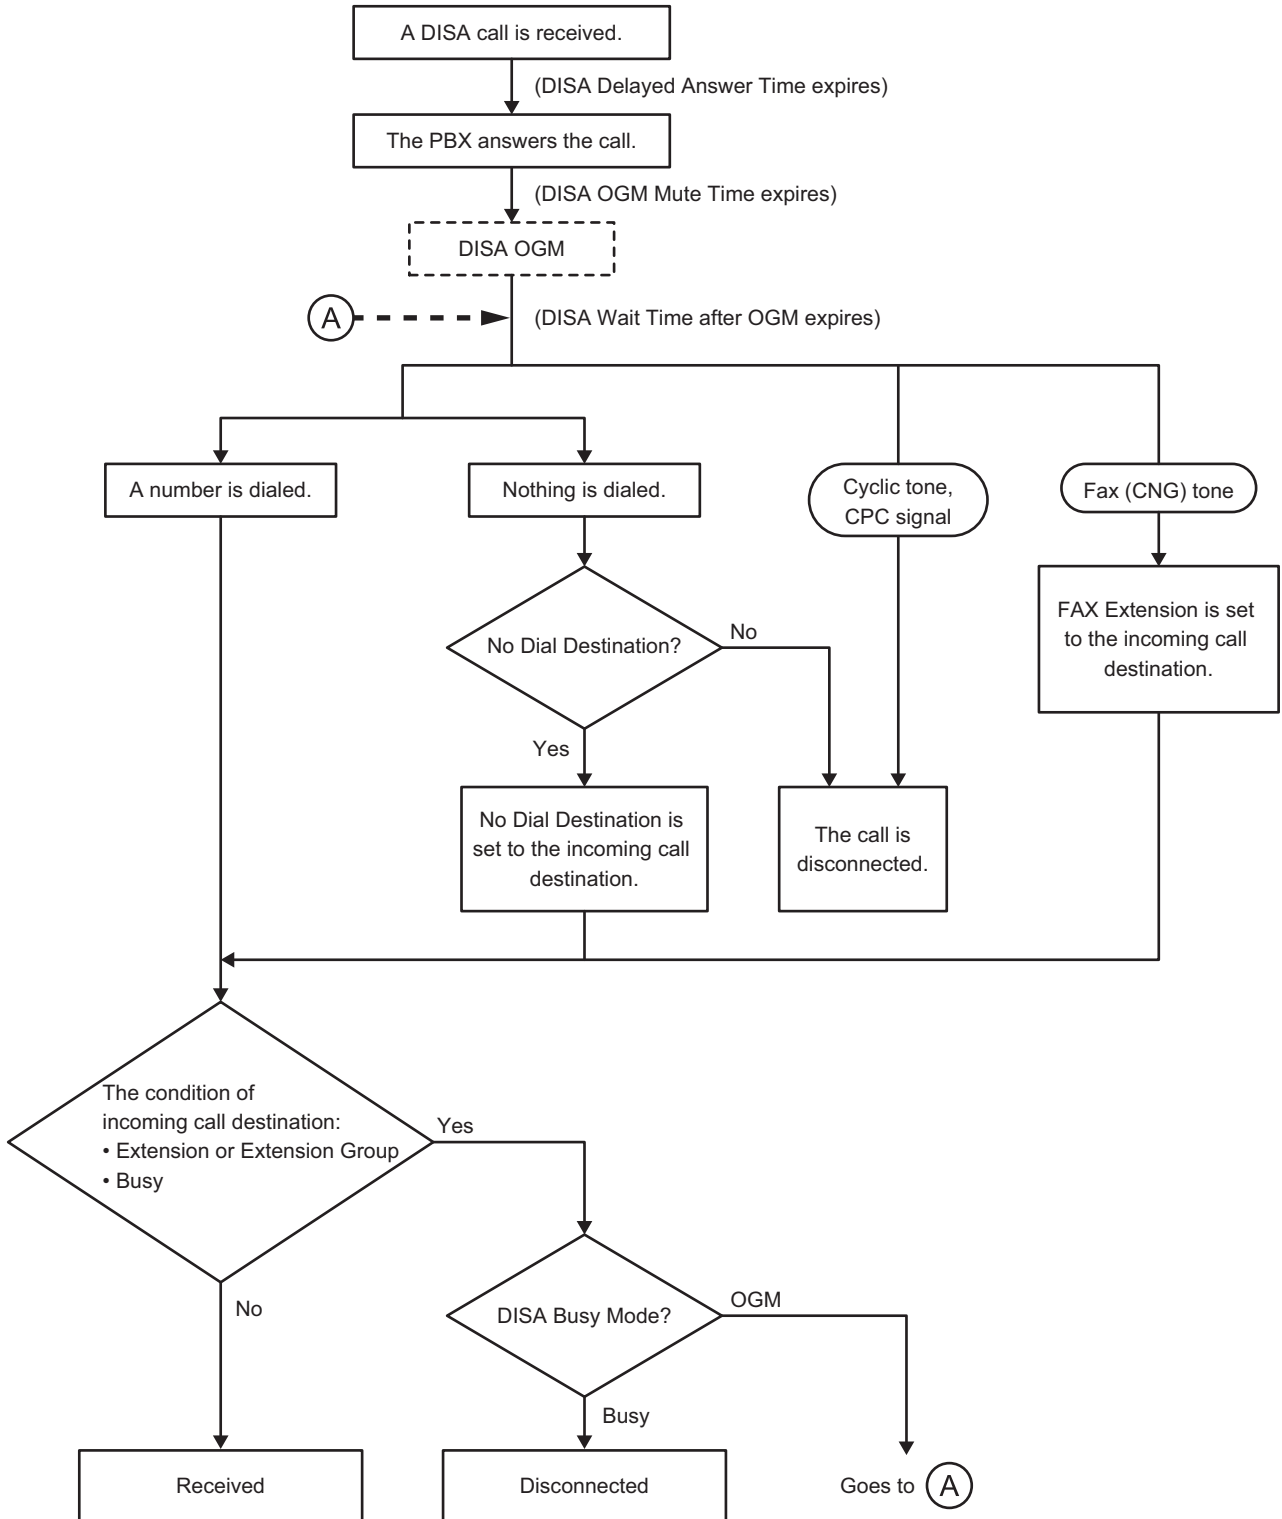 A DISA call is received.
(DISA Delayed Answer Time expires)
The PBX answers the call.
(DISA OGM Mute Time expires)
DISA OGM
A
(DISA Wait Time after OGM expires)
A number is dialed.
Nothing is dialed.
Cyclic tone,
CPC signal
Fax (CNG) tone
FAX Extension is set
to the incoming call
destination.
No Dial Destination?
No
Yes
No Dial Destination is
set to the incoming call
destination.
The call is
disconnected.
The condition of
incoming call destination:
• Extension or Extension Group
• Busy
Yes
No
DISA Busy Mode?
OGM
Busy
Received
Disconnected
Goes to A